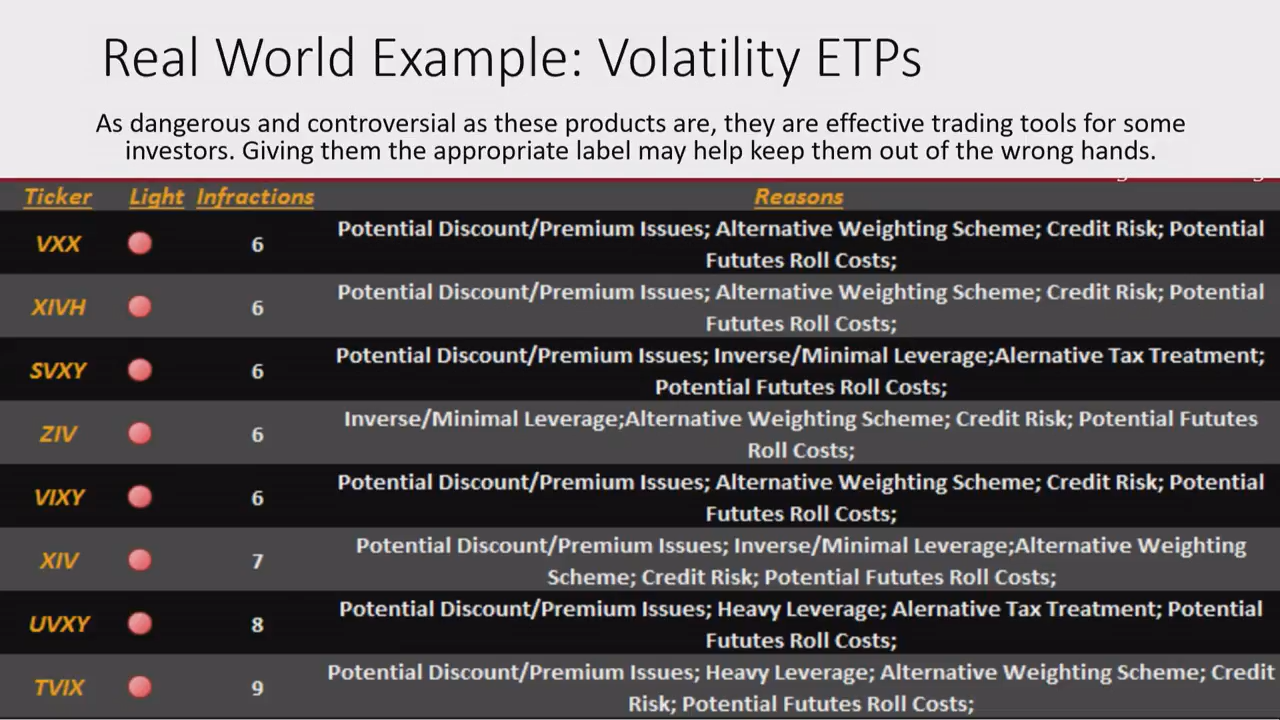 Real World Example: Volatility ETPs
As dangerous and controversial as these products are, they are effective trading tools for some
investors. Giving them the appropriate label may help keep them out of the wrong hands.
Ticker Light Infractions Reasons
VXX 6 Potential Discount/Premium Issues; Alternative Weighting Scheme; Credit Risk; Potential
Fututes Roll Costs;
XIVH 6 Potential Discount/Premium Issues; Alternative Weighting Scheme; Credit Risk; Potential
Fututes Roll Costs;
SVXY 6 Potential Discount/Premium Issues; Inverse/Minimal Leverage;Alernative Tax Treatment;
Potential Fututes Roll Costs;
ZIV 6 Inverse/Minimal Leverage;Alternative Weighting Scheme; Credit Risk; Potential Fututes
Roll Costs;
VIXY 6 Potential Discount/Premium Issues; Alternative Weighting Scheme; Credit Risk; Potential
Fututes Roll Costs;
XIV 7 Potential Discount/Premium Issues; Inverse/Minimal Leverage;Alternative Weighting
Scheme; Credit Risk; Potential Fututes Roll Costs;
UVXY 8 Potential Discount/Premium Issues; Heavy Leverage; Alernative Tax Treatment; Potential
Fututes Roll Costs;
TVIX 9 Potential Discount/Premium Issues; Heavy Leverage; Alternative Weighting Scheme; Credit
Risk; Potential Fututes Roll Costs;